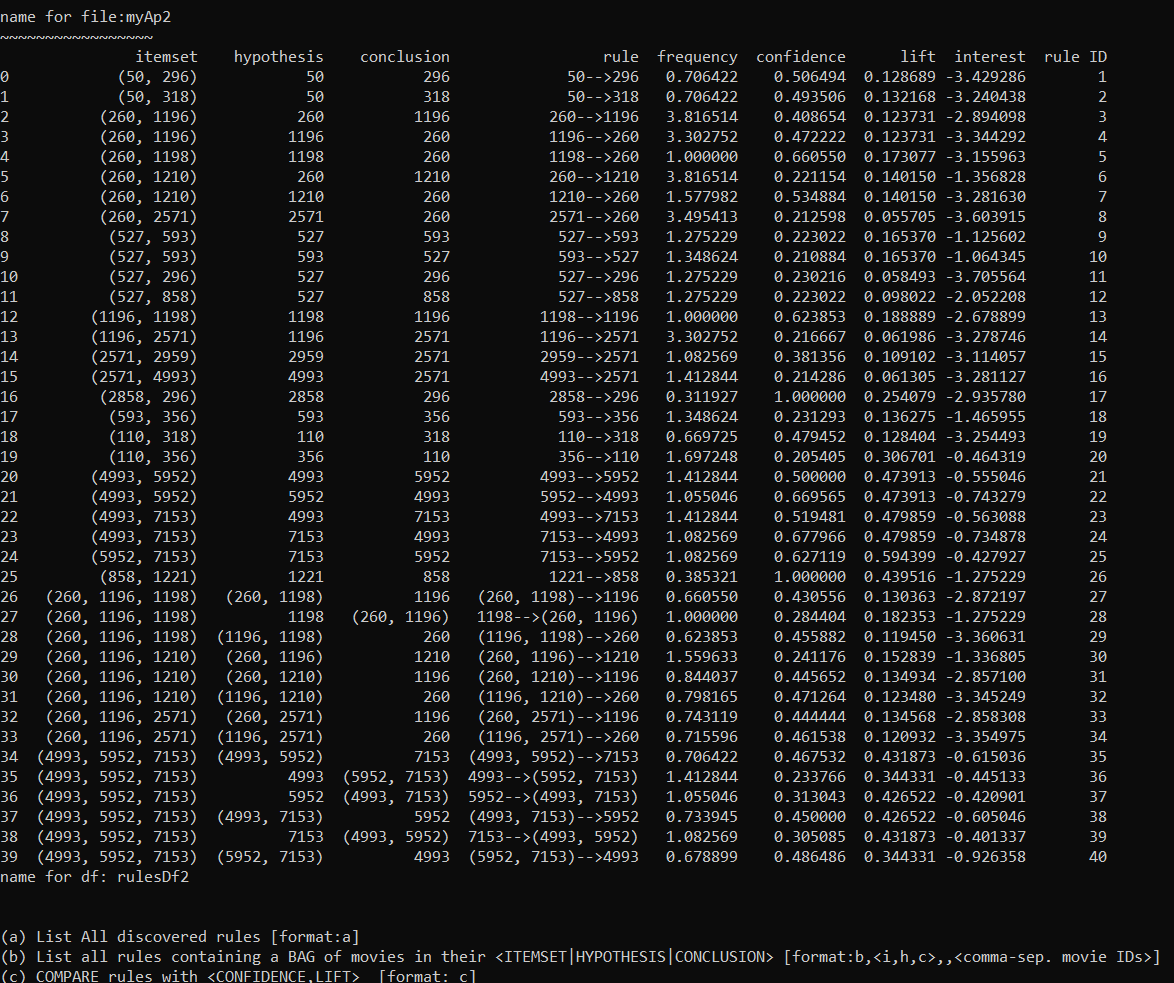 name for file:myAp2
~~~~~~~~~~~~~~~~~
itemset hypothesis conclusion rule frequency confidence lift interest rule ID
0 (50, 296) 50 296 50-->296 0.706422 0.506494 0.128689 -3.429286 1
1 (50, 318) 50 318 50-->318 0.706422 0.493506 0.132168 -3.240438 2
2 (260, 1196) 260 1196 260-->1196 3.816514 0.408654 0.123731 -2.894098 3
3 (260, 1196) 1196 260 1196-->260 3.302752 0.472222 0.123731 -3.344292 4
4 (260, 1198) 1198 260 1198-->260 1.000000 0.660550 0.173077 -3.155963 5
5 (260, 1210) 260 1210 260-->1210 3.816514 0.221154 0.140150 -1.356828 6
6 (260, 1210) 1210 260 1210-->260 1.577982 0.534884 0.140150 -3.281630 7
7 (260, 2571) 2571 260 2571-->260 3.495413 0.212598 0.055705 -3.603915 8
8 (527, 593) 527 593 527-->593 1.275229 0.223022 0.165370 -1.125602 9
9 (527, 593) 593 527 593-->527 1.348624 0.210884 0.165370 -1.064345 10
10 (527, 296) 527 296 527-->296 1.275229 0.230216 0.058493 -3.705564 11
11 (527, 858) 527 858 527-->858 1.275229 0.223022 0.098022 -2.052208 12
12 (1196, 1198) 1198 1196 1198-->1196 1.000000 0.623853 0.188889 -2.678899 13
13 (1196, 2571) 1196 2571 1196-->2571 3.302752 0.216667 0.061986 -3.278746 14
14 (2571, 2959) 2959 2571 2959-->2571 1.082569 0.381356 0.109102 -3.114057 15
15 (2571, 4993) 4993 2571 4993-->2571 1.412844 0.214286 0.061305 -3.281127 16
16 (2858, 296) 2858 296 2858-->296 0.311927 1.000000 0.254079 -2.935780 17
17 (593, 356) 593 356 593-->356 1.348624 0.231293 0.136275 -1.465955 18
18 (110, 318) 110 318 110-->318 0.669725 0.479452 0.128404 -3.254493 19
19 (110, 356) 356 110 356-->110 1.697248 0.205405 0.306701 -0.464319 20
20 (4993, 5952) 4993 5952 4993-->5952 1.412844 0.500000 0.473913 -0.555046 21
21 (4993, 5952) 5952 4993 5952-->4993 1.055046 0.669565 0.473913 -0.743279 22
22 (4993, 7153) 4993 7153 4993-->7153 1.412844 0.519481 0.479859 -0.563088 23
23 (4993, 7153) 7153 4993 7153-->4993 1.082569 0.677966 0.479859 -0.734878 24
24 (5952, 7153) 7153 5952 7153-->5952 1.082569 0.627119 0.594399 -0.427927 25
25 (858, 1221) 1221 858 1221-->858 0.385321 1.000000 0.439516 -1.275229 26
26 (260, 1196, 1198) (260, 1198) 1196 (260, 1198)-->1196 0.660550 0.430556 0.130363 -2.872197 27
27 (260, 1196, 1198) 1198 (260, 1196) 1198-->(260, 1196) 1.000000 0.284404 0.182353 -1.275229 28
28 (260, 1196, 1198) (1196, 1198) 260 (1196, 1198)-->260 0.623853 0.455882 0.119450 -3.360631 29
29 (260, 1196, 1210) (260, 1196) 1210 (260, 1196)-->1210 1.559633 0.241176 0.152839 -1.336805 30
30 (260, 1196, 1210) (260, 1210) 1196 (260, 1210)-->1196 0.844037 0.445652 0.134934 -2.857100 31
31 (260, 1196, 1210) (1196, 1210) 260 (1196, 1210)-->260 0.798165 0.471264 0.123480 -3.345249 32
32 (260, 1196, 2571) (260, 2571) 1196 (260, 2571)-->1196 0.743119 0.444444 0.134568 -2.858308 33
33 (260, 1196, 2571) (1196, 2571) 260 (1196, 2571)-->260 0.715596 0.461538 0.120932 -3.354975 34
34 (4993, 5952, 7153) (4993, 5952) 7153 (4993, 5952)-->7153 0.706422 0.467532 0.431873 -0.615036 35
35 (4993, 5952, 7153) 4993 (5952, 7153) 4993-->(5952, 7153) 1.412844 0.233766 0.344331 -0.445133 36
36 (4993, 5952, 7153) 5952 (4993, 7153) 5952-->(4993, 7153) 1.055046 0.313043 0.426522 -0.420901 37
37 (4993, 5952, 7153) (4993, 7153) 5952 (4993, 7153)-->5952 0.733945 0.450000 0.426522 -0.605046 38
38 (4993, 5952, 7153) 7153 (4993, 5952) 7153-->(4993, 5952) 1.082569 0.305085 0.431873 -0.401337 39
39 (4993, 5952, 7153) (5952, 7153) 4993 (5952, 7153)-->4993 0.678899 0.486486 0.344331 -0.926358 40
name for df: rulesDf2
(a) List All discovered rules [format:a]
(b) List all rules containing a BAG of movies in their <ITEMSET|HYPOTHESIS|CONCLUSION> [format:b,<i,h,c>,,<comma-sep. movie IDs>]
(c) COMPARE rules with <CONFIDENCE,LIFT> [format: c]